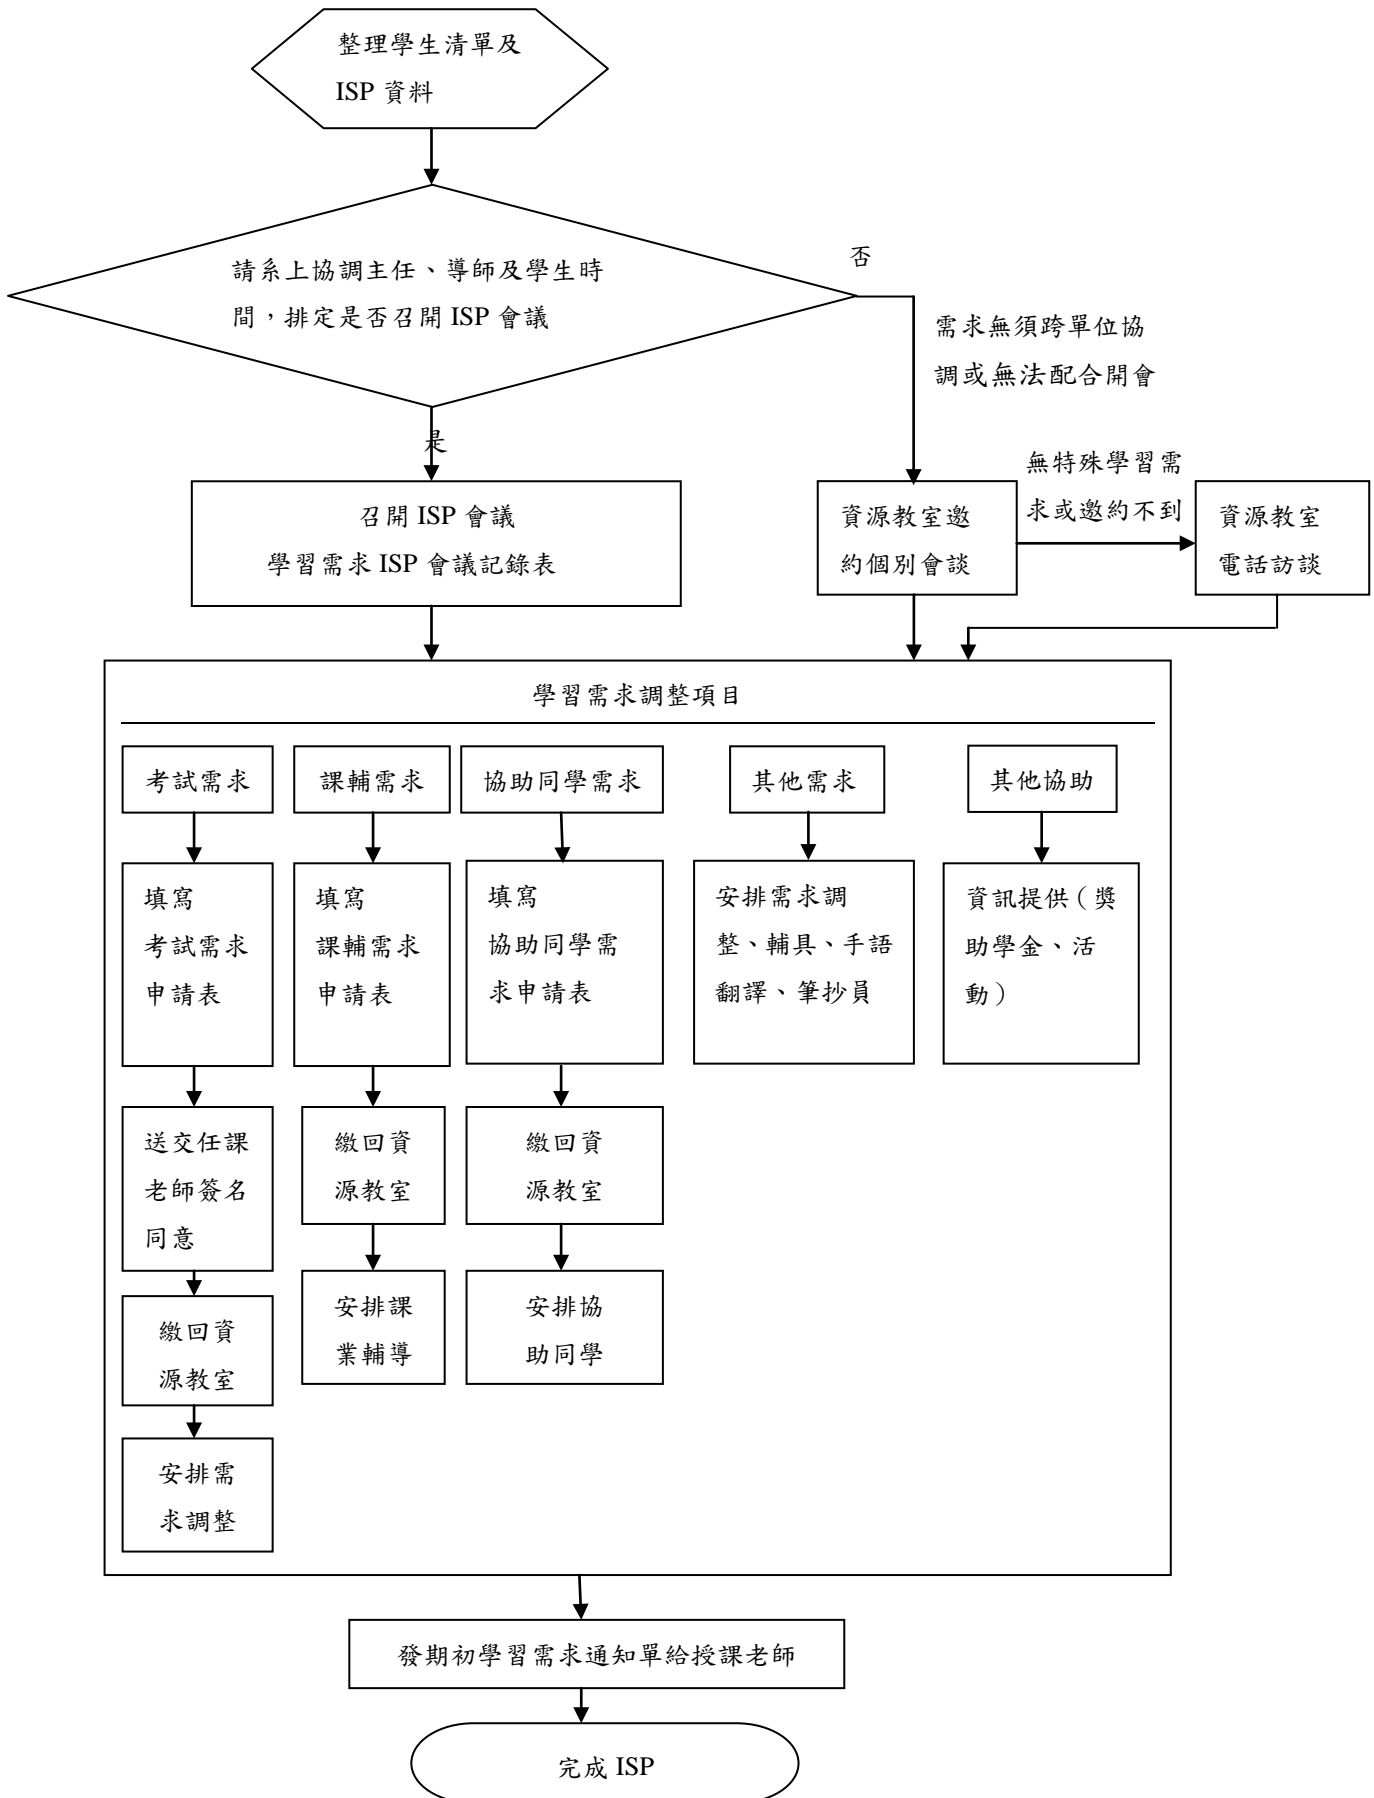 整理學生清單及
ISP 資料
請系上協調主任、導師及學生時
間，排定是否召開 ISP 會議
否
需求無須跨單位協
調或無法配合開會
是
召開 ISP 會議
學習需求 ISP 會議記錄表
資源教室邀
約個別會談
無特殊學習需
求或邀約不到
資源教室
電話訪談
學習需求調整項目
考試需求
課輔需求
協助同學需求
其他需求
其他協助
填寫
考試需求
申請表
填寫
課輔需求
申請表
填寫
協助同學需
求申請表
安排需求調
整、輔具、手語
翻譯、筆抄員
資訊提供（獎
助學金、活
動）
送交任課
老師簽名
同意
繳回資
源教室
繳回資
源教室
安排課
業輔導
安排協
助同學
繳回資
源教室
安排需
求調整
發期初學習需求通知單給授課老師
完成 ISP